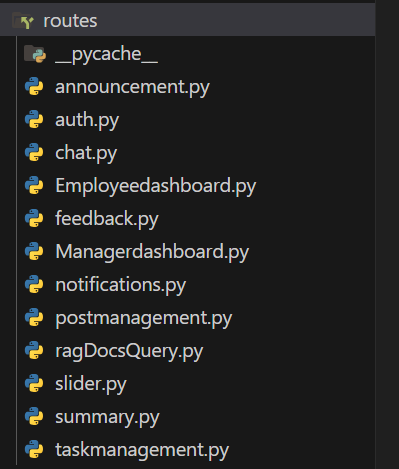 routes
__pycache__
announcement.py
auth.py
chat.py
Employeedashboard.py
feedback.py
Managerdashboard.py
notifications.py
postmanagement.py
ragDocsQuery.py
slider.py
summary.py
taskmanagement.py